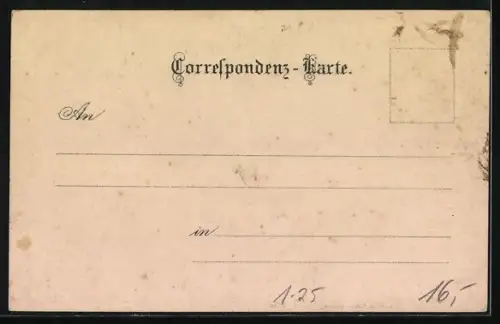 Correſpondenz-Karte.
An
in
1-25 16,-